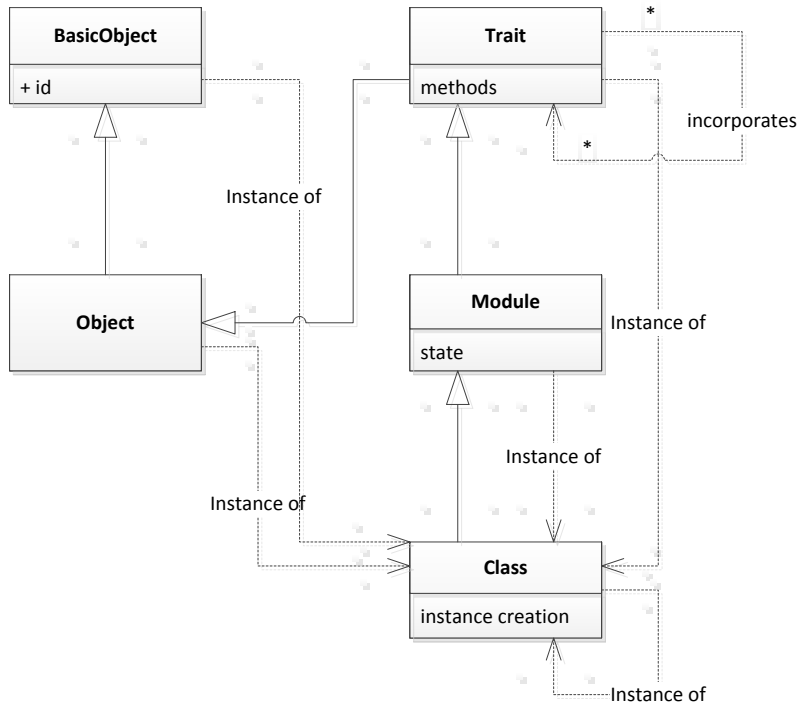 BasicObject
+ id
Trait
methods
*
incorporates
*
Instance of
Object
Module
state
Instance of
Instance of
Instance of
Class
instance creation
Instance of